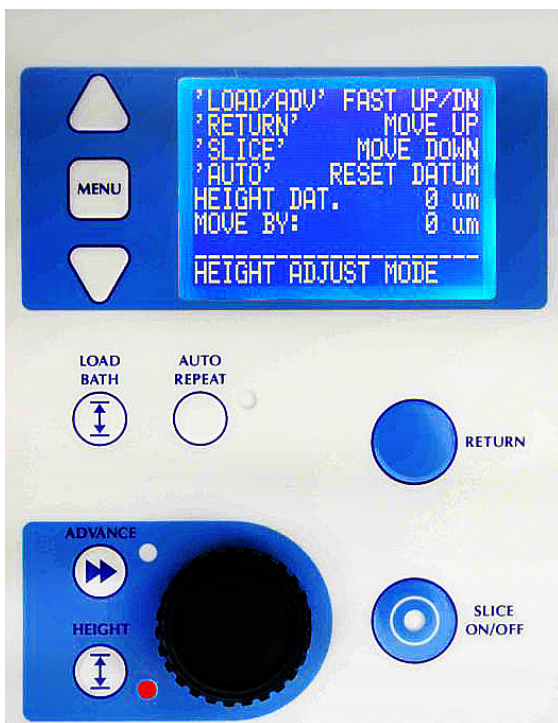 'LOAD/ADV' FAST UP/DN
'RETURN' MOVE UP
'SLICE' MOVE DOWN
'AUTO' RESET DATUM
HEIGHT DAT. 0 um
MOVE BY: 0 um
HEIGHT ADJUST MODE
MENU
LOAD
BATH
AUTO
REPEAT
RETURN
ADVANCE
HEIGHT
SLICE
ON/OFF